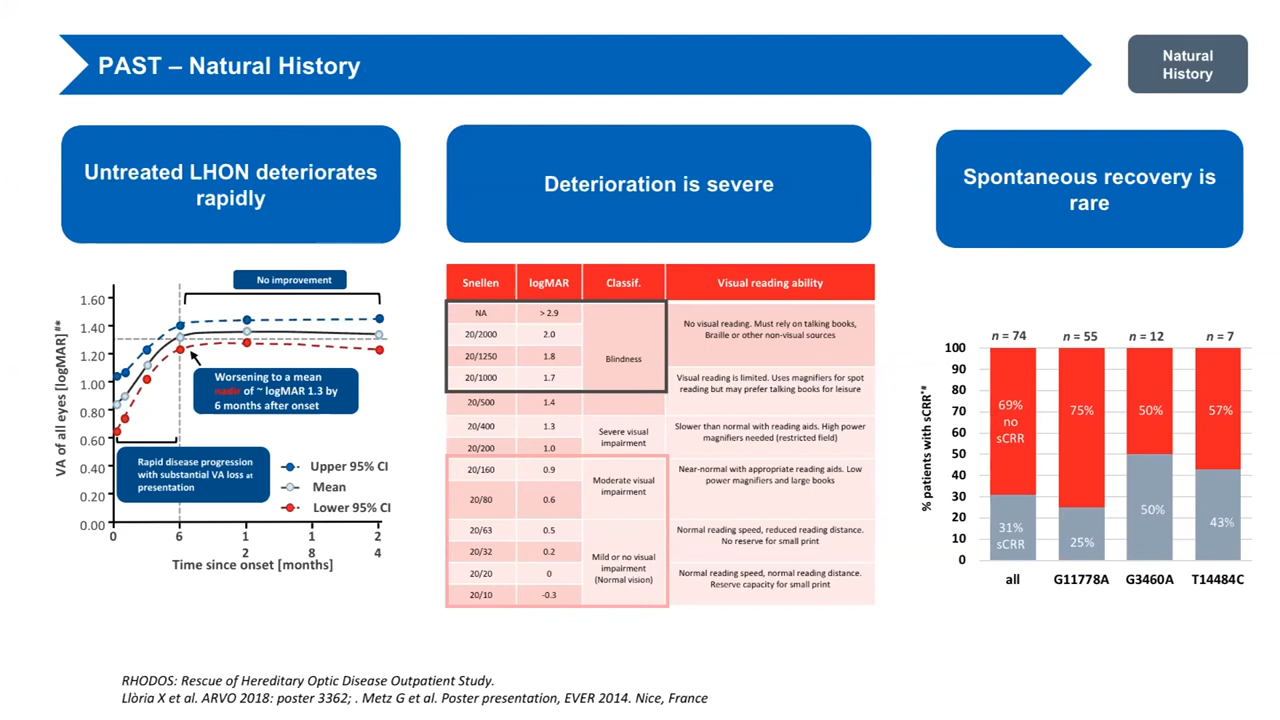 PAST – Natural History
Natural
History
Untreated LHON deteriorates
rapidly
Deterioration is severe
Spontaneous recovery is
rare
No improvement
VA of all eyes [logMAR]#*
1.60
1.40
1.20
1.00
0.80
0.60
0.40
0.20
0.00
Worsening to a mean
nadir of ~ logMAR 1.3 by
6 months after onset
Rapid disease progression
with substantial VA loss at
presentation
Upper 95% CI
Mean
Lower 95% CI
0 6 1 1 2
2 8 4
Time since onset [months]
Snellen logMAR Classif. Visual reading ability
NA > 2.9
20/2000 2.0
20/1250 1.8
20/1000 1.7
20/500 1.4
20/400 1.3
20/200 1.0
20/160 0.9
20/80 0.6
20/63 0.5
20/32 0.2
20/20 0
20/10 -0.3
Blindness
Severe visual
impairment
Moderate visual
impairment
Mild or no visual
impairment
(Normal vision)
No visual reading. Must rely on talking books,
Braille or other non-visual sources
Visual reading is limited. Uses magnifiers for spot
reading but may prefer talking books for leisure
Slower than normal with reading aids. High power
magnifiers needed (restricted field)
Near-normal with appropriate reading aids. Low
power magnifiers and large books
Normal reading speed, reduced reading distance.
No reserve for small print
Normal reading speed, normal reading distance.
Reserve capacity for small print
% patients with sCRR*#
n = 74 n = 55 n = 12 n = 7
100
90
80
70
60
50
40
30
20
10
0
69%
no
sCRR
75%
50%
57%
31%
sCRR
25%
50%
43%
all G11778A G3460A T14484C
RHODOS: Rescue of Hereditary Optic Disease Outpatient Study.
Llòria X et al. ARVO 2018: poster 3362; . Metz G et al. Poster presentation, EVER 2014. Nice, France